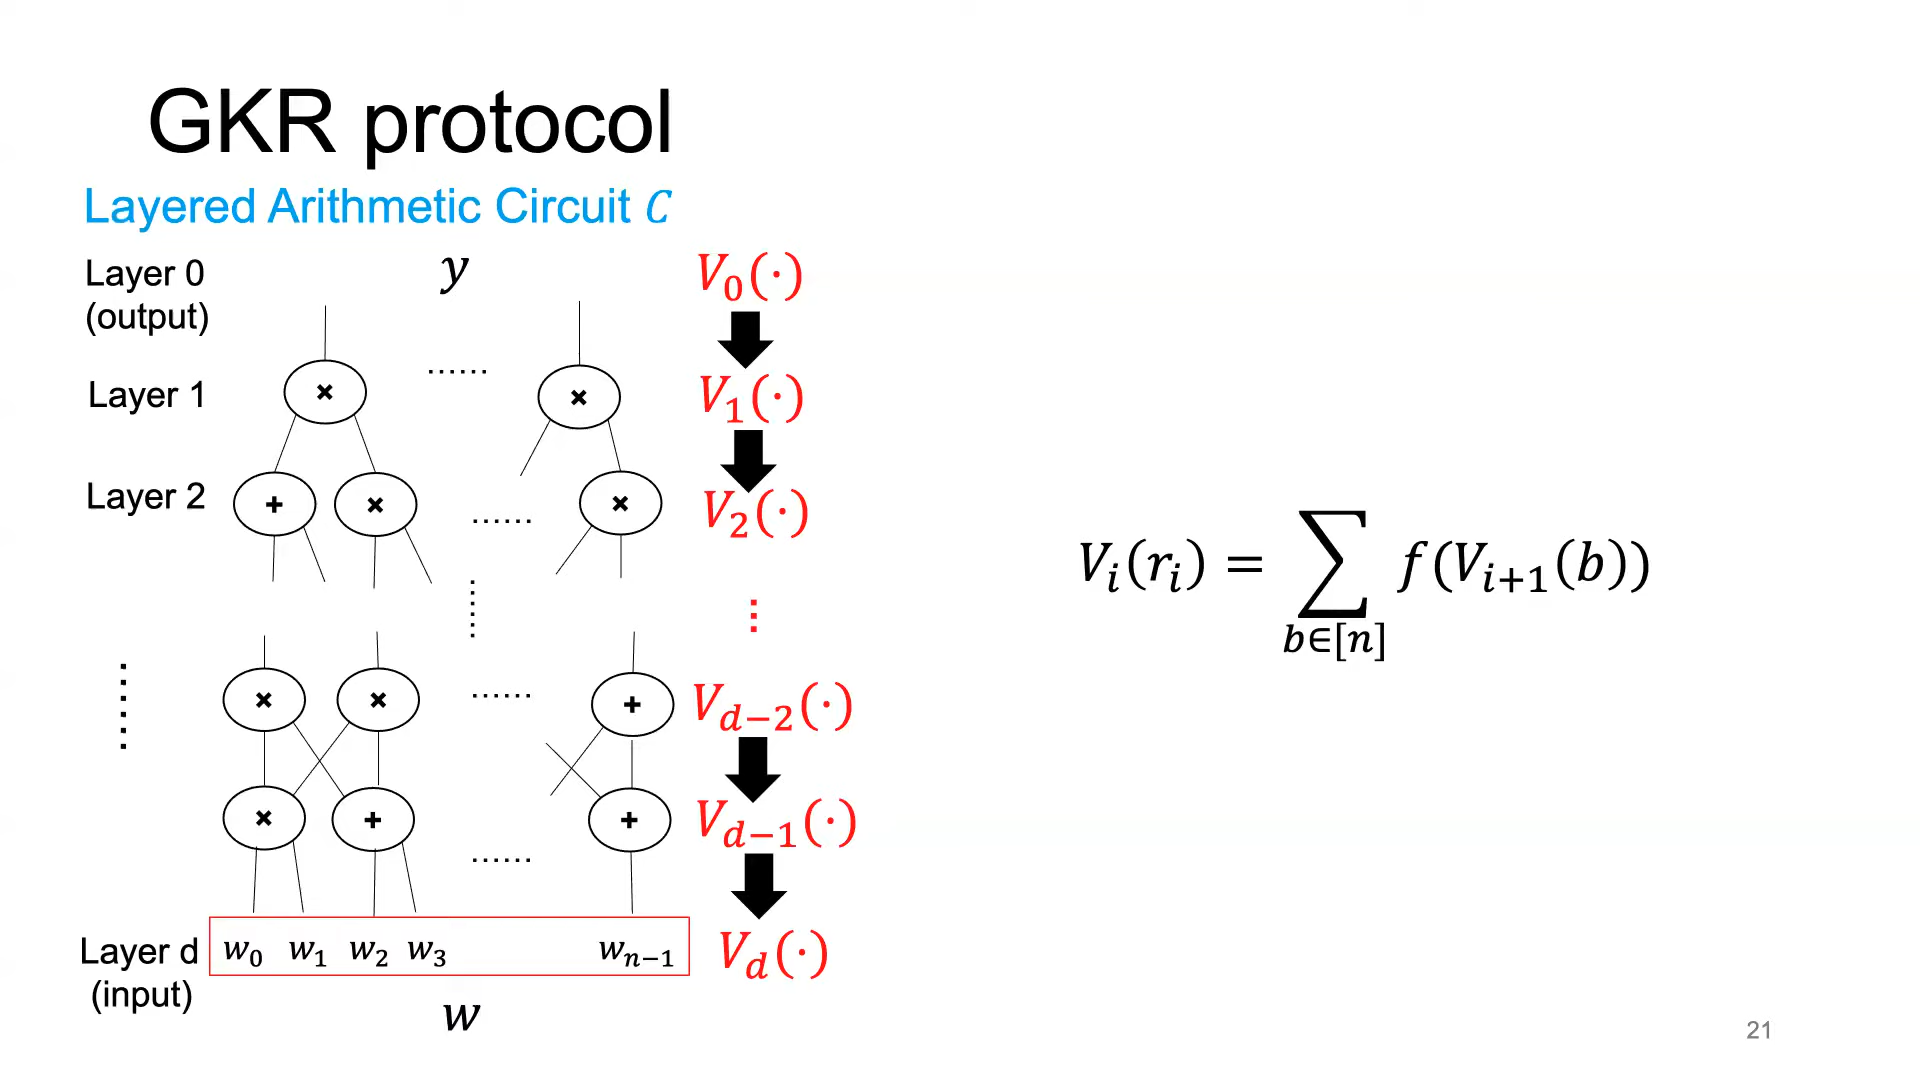 GKR protocol
Layered Arithmetic Circuit C
Layer 0
(output)
y
V₀(·)
× ...... ×
Layer 1
V₁(·)
Layer 2
+ × ...... ×
V₂(·)
Vᵢ(rᵢ) = ∑ f(Vᵢ₊₁(b))
b∈[n]
× × ...... +
V_{d−2}(·)
× + ...... +
V_{d−1}(·)
Layer d
(input)
w₀ w₁ w₂ w₃ w_{n−1}
V_d(·)
w
21